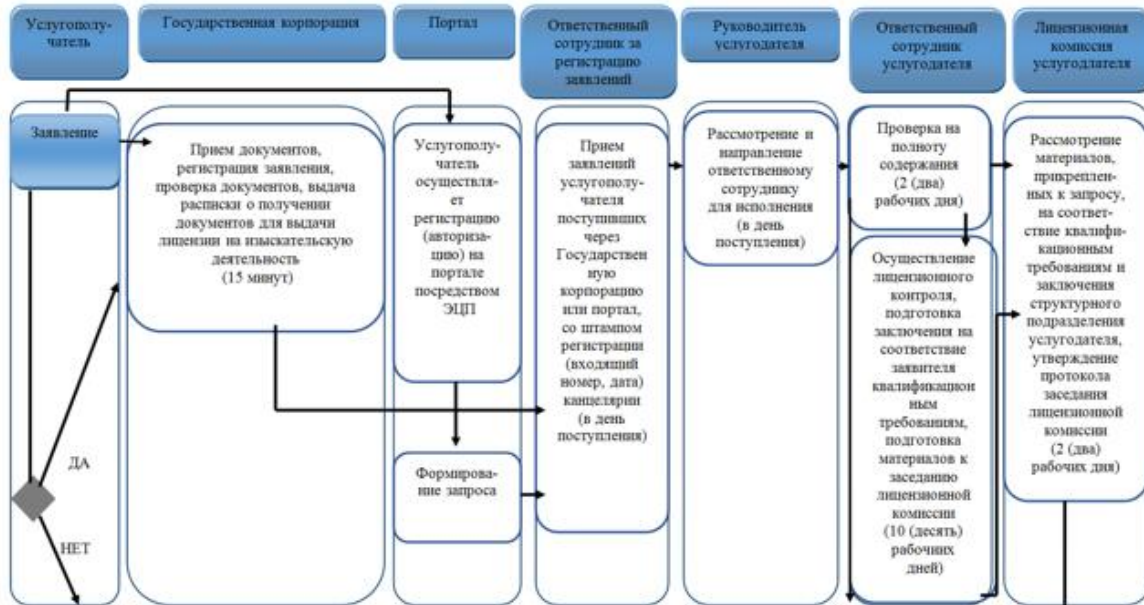 Услугопо-
лучатель
Государственная корпорация
Портал
Ответственный
сотрудник за
регистрацию
заявлений
Руководитель
услугодателя
Ответственный
сотрудник
услугодателя
Лицензионная
комиссия
услугодлателя
Заявление
Прием документов,
регистрация заявления,
проверка документов, выдача
расписки о получении
документов для выдачи
лицензии на изыскательскую
деятельность
(15 минут)
Услугополу-
чатель
осуществля-
ет
регистрацию
(авториза-
цию) на
портале
посредством
ЭЦП
Формирова-
ние запроса
Прием
заявлений
услугополу-
чателя
поступивших
через
Государствен
ную
корпорацию
или портал,
со штампом
регистрации
(входящий
номер, дата)
канцелярии
(в день
поступления)
Рассмотрение и
направление
ответственному
сотруднику
для исполнения
(в день
поступления)
Проверка на
полноту
содержания
(2 (два)
рабочих дня)
Осуществление
лицензионного
контроля,
подготовка
заключения на
соответствие
заявителя
квалификацион
ным
требованиям,
подготовка
материалов к
заседанию
лицензионной
комиссии
(10 (десять)
рабочийх
дней)
Рассмотрение
материалов,
прикреплен-
ных к запросу,
на соответ-
ствие квалифи-
кационным
требованиям и
заключения
структурного
подразделения
услугодателя,
утверждение
протокола
заседания
лицензионной
комиссии
(2 (два)
рабочих дня)
ДА
НЕТ